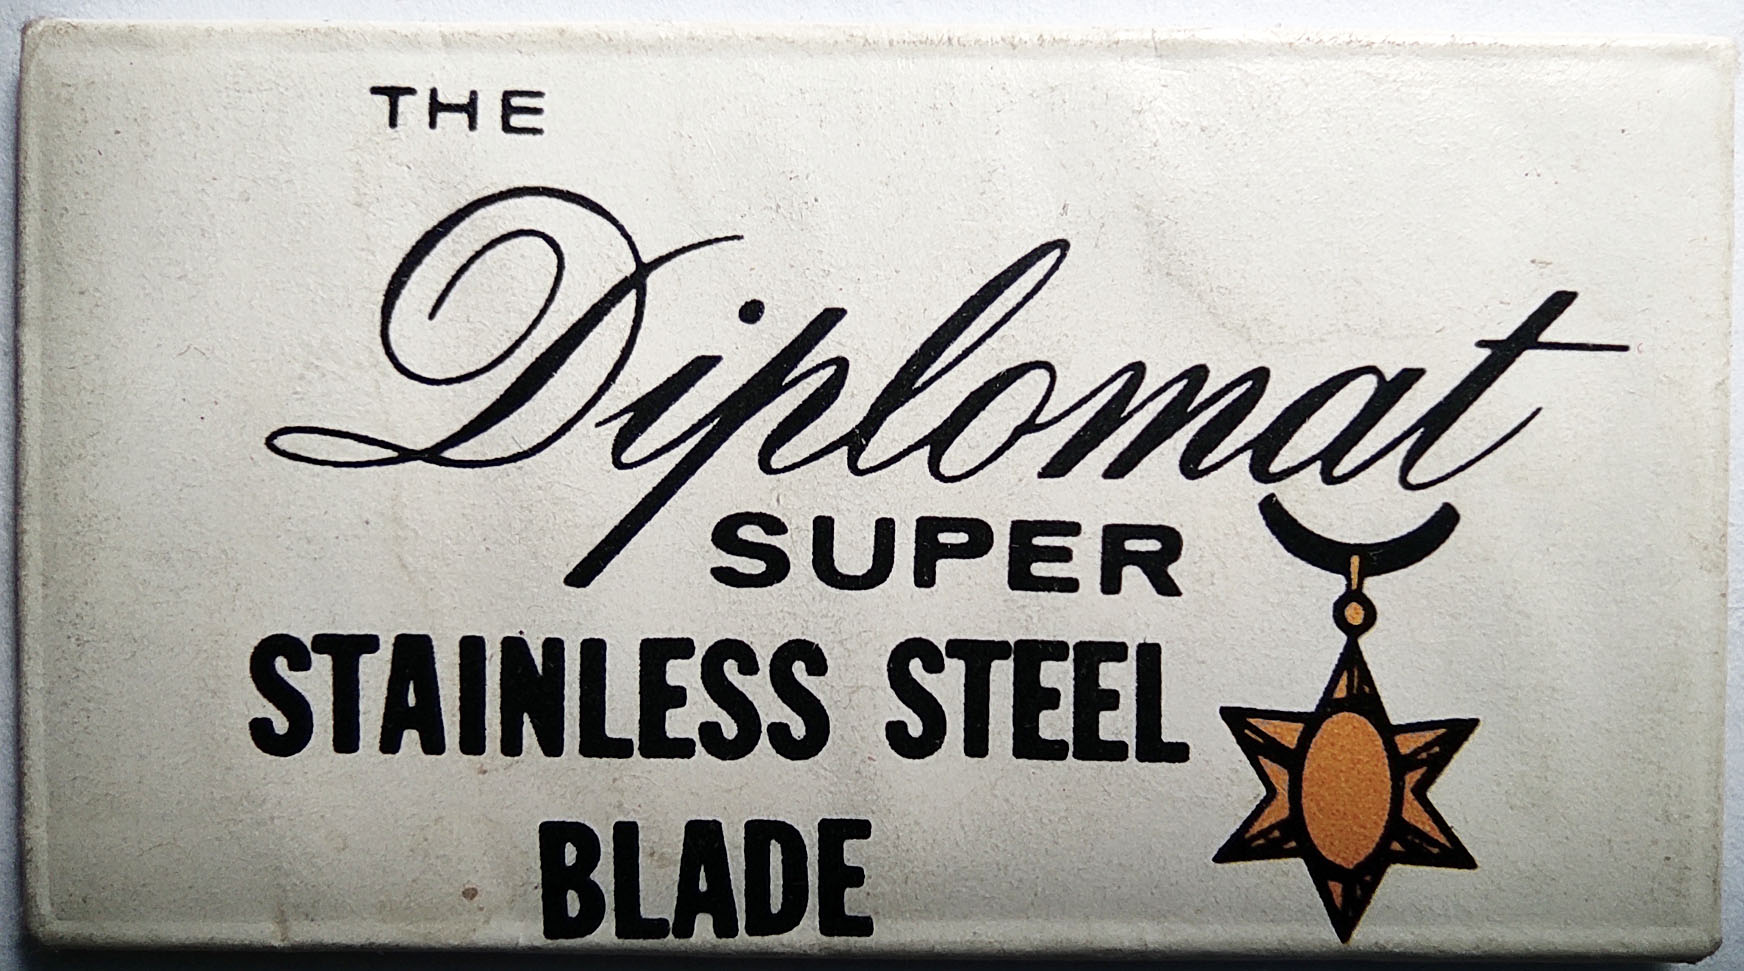 THE
Diplomat
SUPER
STAINLESS STEEL
BLADE